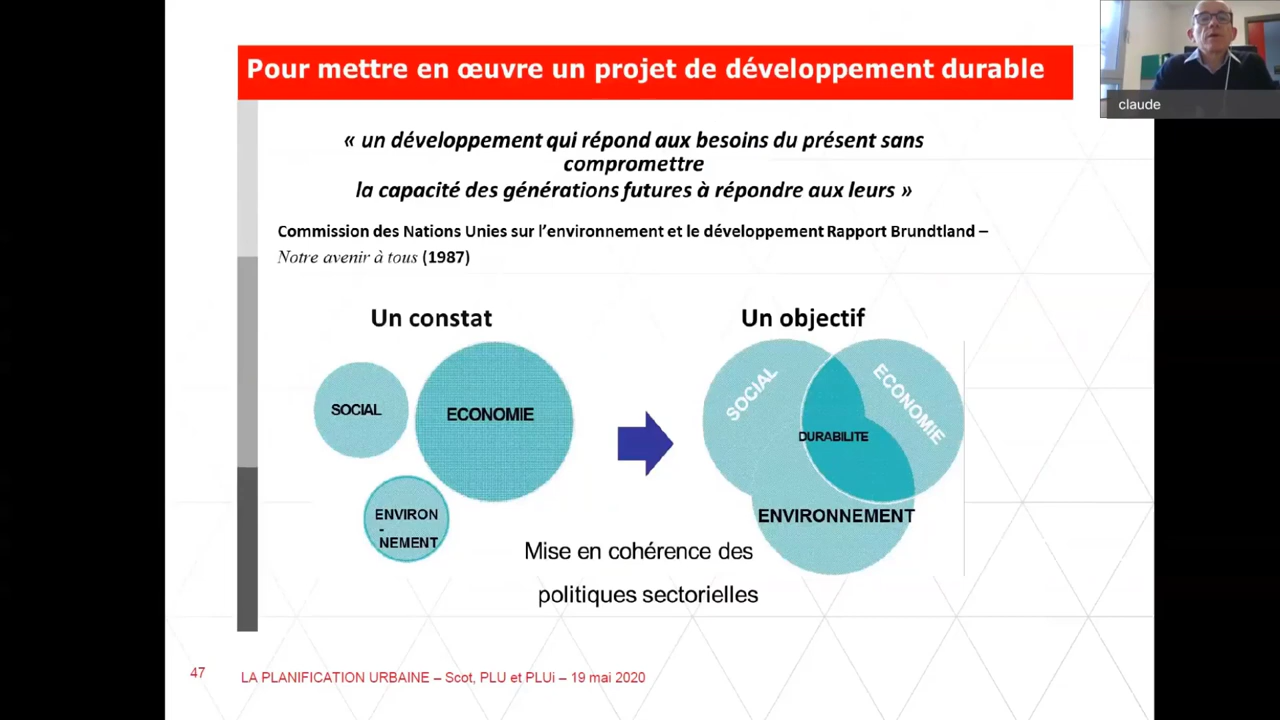 Pour mettre en œuvre un projet de développement durable
claude
« un développement qui répond aux besoins du présent sans
compromettre
la capacité des générations futures à répondre aux leurs »
Commission des Nations Unies sur l'environnement et le développement Rapport Brundtland –
Notre avenir à tous (1987)
Un constat
Un objectif
SOCIAL
ECONOMIE
ENVIRON
-
NEMENT
SOCIAL
ECONOMIE
DURABILITE
ENVIRONNEMENT
Mise en cohérence des
politiques sectorielles
47
LA PLANIFICATION URBAINE – Scot, PLU et PLUi – 19 mai 2020